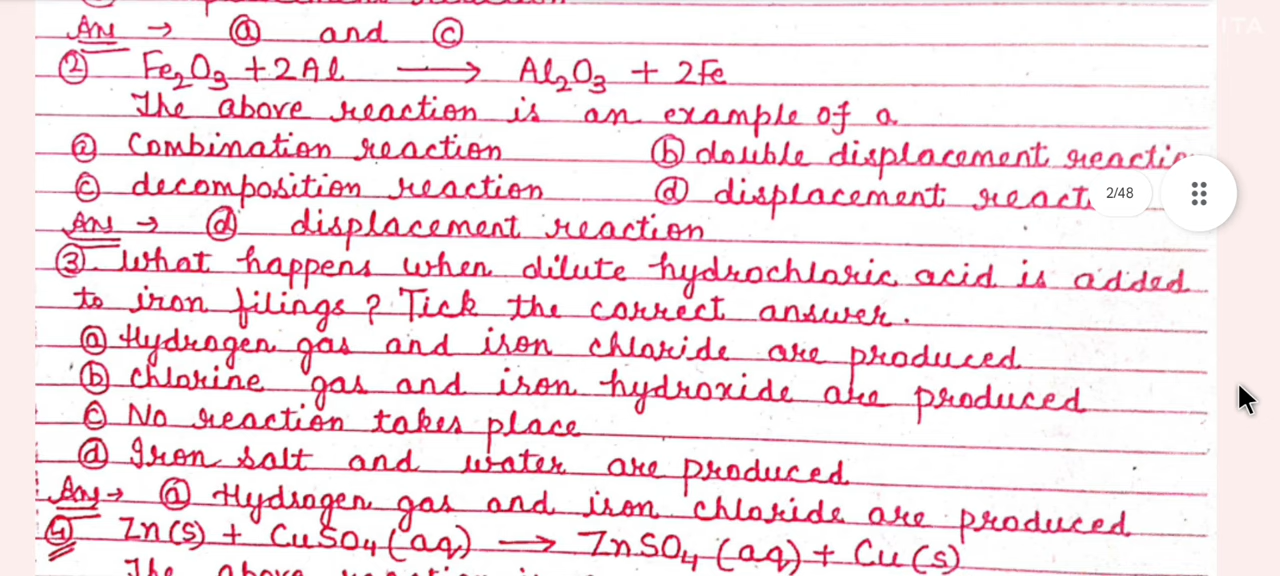 Ans → ⓐ and ⓒ
② Fe₂O₃ + 2Al ⟶ Al₂O₃ + 2Fe
The above reaction is an example of a
ⓐ Combination reaction ⓑ double displacement reactio
ⓒ decomposition reaction ⓓ displacement react
2/48
Ans → ⓓ displacement reaction
③ What happens when dilute hydrochloric acid is added
to iron filings? Tick the correct answer.
ⓐ Hydrogen gas and iron chloride are produced
ⓑ chlorine gas and iron hydroxide are produced
ⓒ No reaction takes place
ⓓ Iron salt and water are produced
Ans → ⓐ Hydrogen gas and iron chloride are produced
④ Zn(s) + CuSO₄(aq) ⟶ ZnSO₄(aq) + Cu(s)
The above